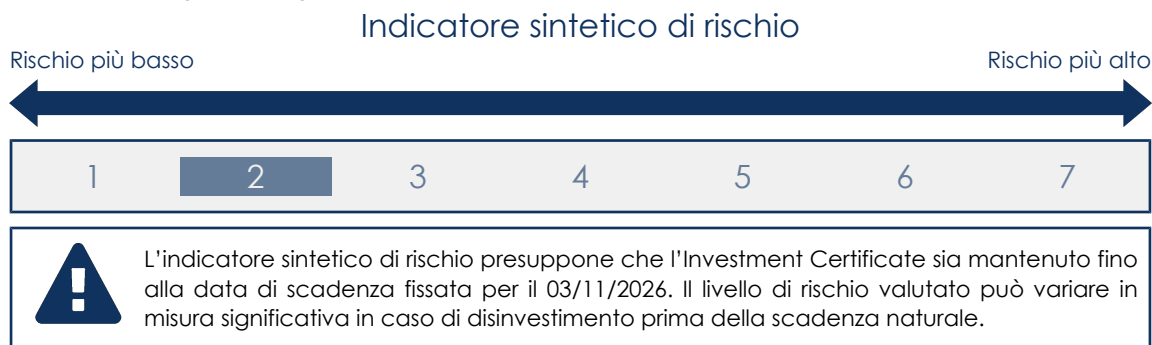 Indicatore sintetico di rischio
Rischio più basso
Rischio più alto
1 2 3 4 5 6 7
L'indicatore sintetico di rischio presuppone che l'Investment Certificate sia mantenuto fino
alla data di scadenza fissata per il 03/11/2026. Il livello di rischio valutato può variare in
misura significativa in caso di disinvestimento prima della scadenza naturale.